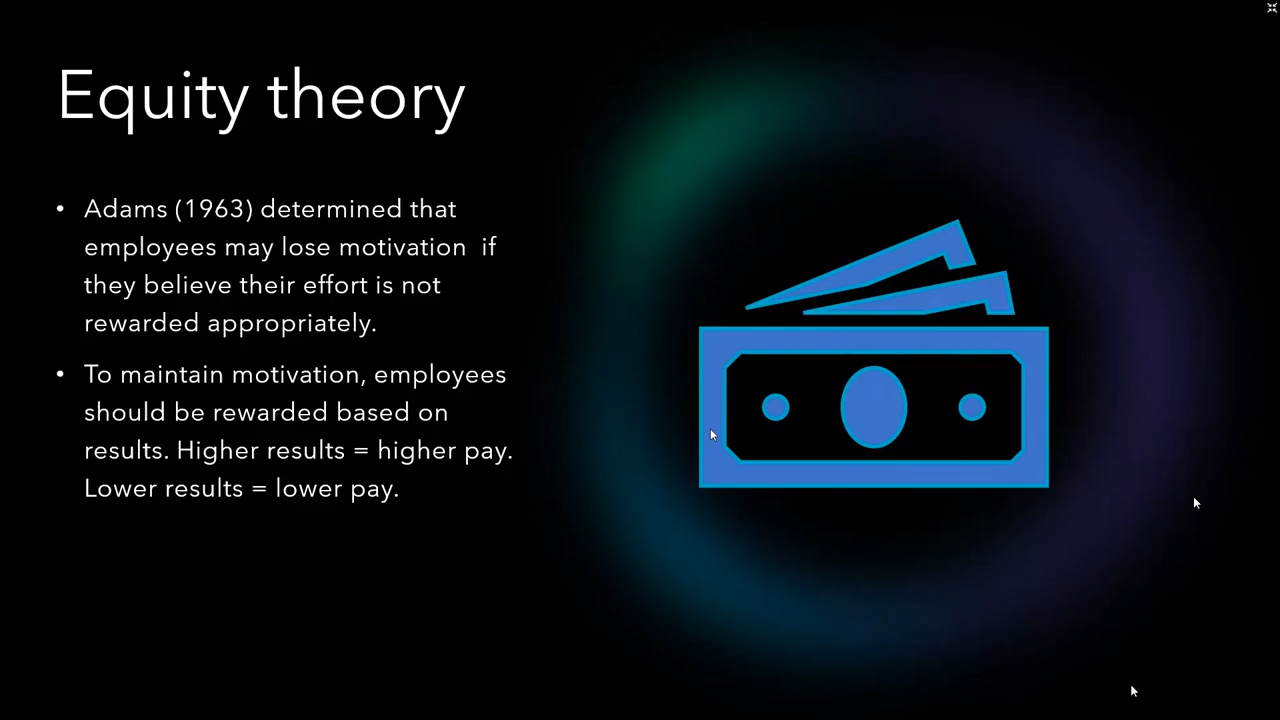 Equity theory
• Adams (1963) determined that
employees may lose motivation  if
they believe their effort is not
rewarded appropriately.
• To maintain motivation, employees
should be rewarded based on
results. Higher results = higher pay.
Lower results = lower pay.